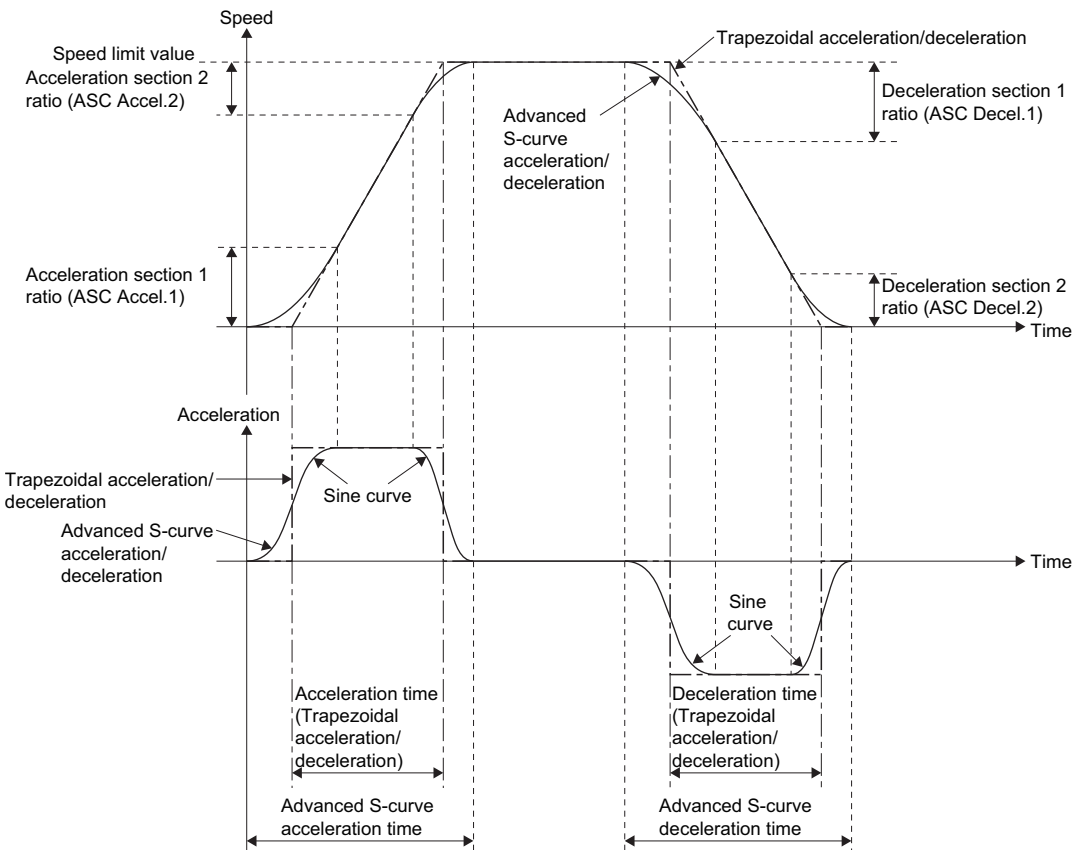 Speed
Speed limit value
Acceleration section 2
ratio (ASC Accel.2)
Trapezoidal acceleration/deceleration
Deceleration section 1
ratio (ASC Decel.1)
Advanced
S-curve
acceleration/
deceleration
Acceleration section 1
ratio (ASC Accel.1)
Deceleration section 2
ratio (ASC Decel.2)
Time
Acceleration
Trapezoidal acceleration/
deceleration
Sine curve
Advanced S-curve
acceleration/
deceleration
Time
Sine
curve
Acceleration time
(Trapezoidal
acceleration/
deceleration)
Deceleration time
(Trapezoidal
acceleration/
deceleration)
Advanced S-curve
acceleration time
Advanced S-curve
deceleration time